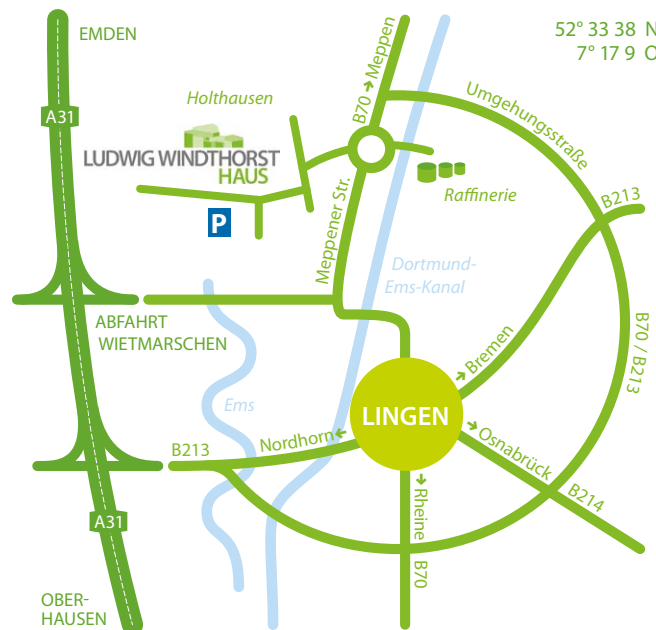 EMDEN
52° 33 38 N
7° 17 9 O
A31
Holthausen
B70 → Meppen
Umgehungsstraße
LUDWIG WINDTHORST
HAUS
Raffinerie
B213
P
Meppener Str.
Dortmund-
Ems-Kanal
ABFAHRT
WIETMARSCHEN
B70 / B213
→ Bremen
Ems
LINGEN
B213
Nordhorn ←
→ Osnabrück
B214
→ Rheine
B70
A31
OBER-
HAUSEN